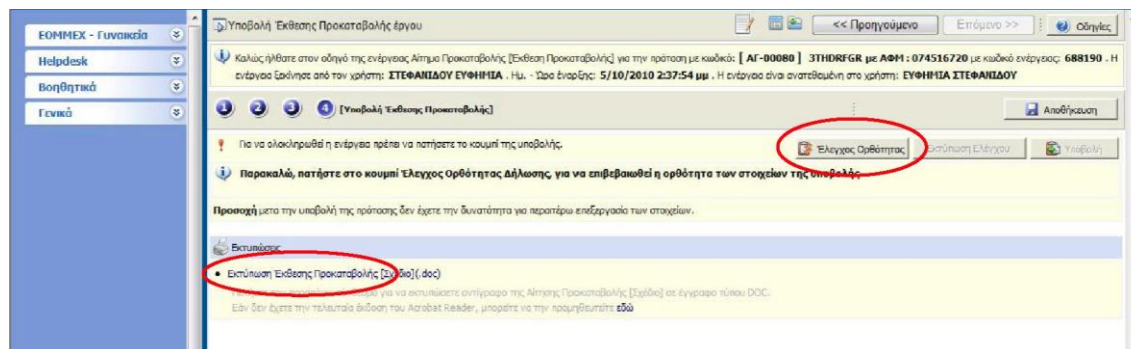 Υποβολή Έκθεσης Προκαταβολής έργου
<< Προηγούμενο
Επόμενο >>
Οδηγίες
ΕΟΜΜΕΧ - Γυναικεία
Helpdesk
Βοηθητικά
Γενικά
Καλώς ήλθατε στον οδηγό της ενέργειας Αίτημα Προκαταβολής [Έκθεση Προκαταβολής] για την πρόταση με κωδικό: [ ΑΓ-00080 ] 3THDRFGR με ΑΦΜ : 074516720 με κωδικό ενέργειας: 688190 . Η
ενέργεια ξεκίνησε από τον χρήστη: ΣΤΕΦΑΝΙΔΟΥ ΕΥΦΗΜΙΑ . Ημ. - Ώρα έναρξης: 5/10/2010 2:37:54 μμ . Η ενέργεια είναι ανατεθειμένη στο χρήστη: ΕΥΦΗΜΙΑ ΣΤΕΦΑΝΙΔΟΥ
1 2 3 4 [Υποβολή Έκθεσης Προκαταβολής]
Αποθήκευση
Για να ολοκληρωθεί η ενέργεια πρέπει να πατήσετε το κουμπί της υποβολής.
Έλεγχος Ορθότητας
Εκτύπωση Ελέγχου
Υποβολή
Παρακαλώ, πατήστε στο κουμπί Έλεγχος Ορθότητας Δήλωσης, για να επιβεβαιωθεί η ορθότητα των στοιχείων της υποβολής
Προσοχή μετα την υποβολή της πρότασης δεν έχετε την δυνατότητα για περαιτέρω επεξεργασία των στοιχείων.
Εκτυπώσεις
• Εκτύπωση Έκθεσης Προκαταβολής [Σχέδιο](.doc)
για να εκτυπώσετε αντίγραφο της Αίτησης Προκαταβολής [Σχέδιο] σε έγγραφο τύπου DOC.
Εάν δεν έχετε την τελευταία έκδοση του Acrobat Reader, μπορείτε να την προμηθευτείτε εδώ